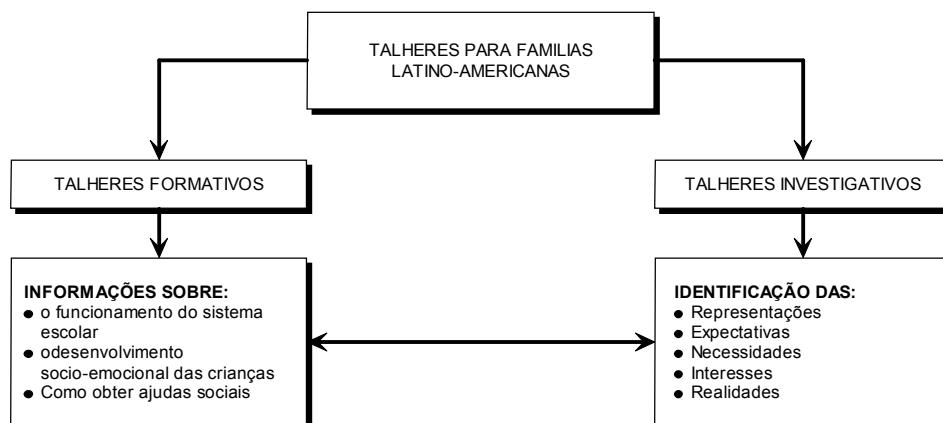 TALHERES PARA FAMILIAS
LATINO-AMERICANAS
TALHERES FORMATIVOS
TALHERES INVESTIGATIVOS
INFORMAÇÕES SOBRE:
● o funcionamento do sistema
escolar
● odesenvolvimento
socio-emocional das crianças
● Como obter ajudas sociais
IDENTIFICAÇÃO DAS:
● Representações
● Expectativas
● Necessidades
● Interesses
● Realidades